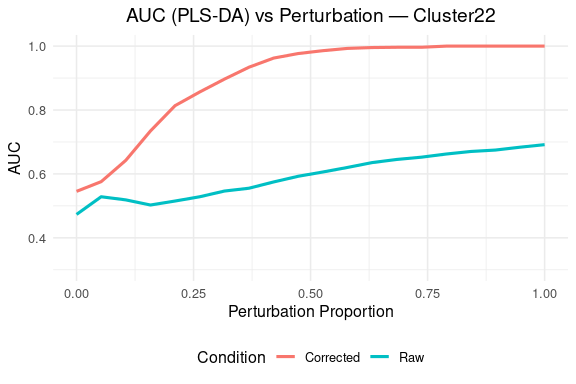 AUC (PLS-DA) vs Perturbation — Cluster22
AUC
1.0
0.8
0.6
0.4
0.00 0.25 0.50 0.75 1.00
Perturbation Proportion
Condition Corrected Raw